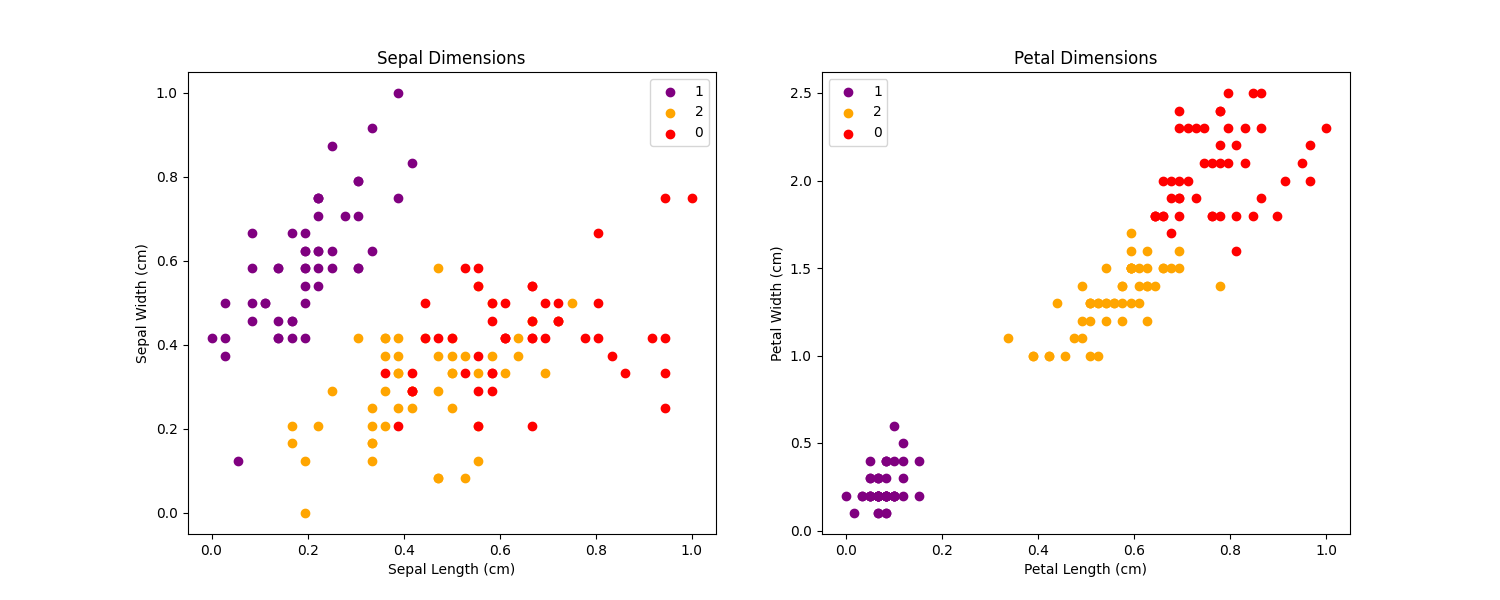 Sepal Dimensions
1
2
0
1.0
0.8
0.6
0.4
0.2
0.0
Sepal Width (cm)
0.0 0.2 0.4 0.6 0.8 1.0
Sepal Length (cm)
Petal Dimensions
1
2
0
2.5
2.0
1.5
1.0
0.5
0.0
Petal Width (cm)
0.0 0.2 0.4 0.6 0.8 1.0
Petal Length (cm)